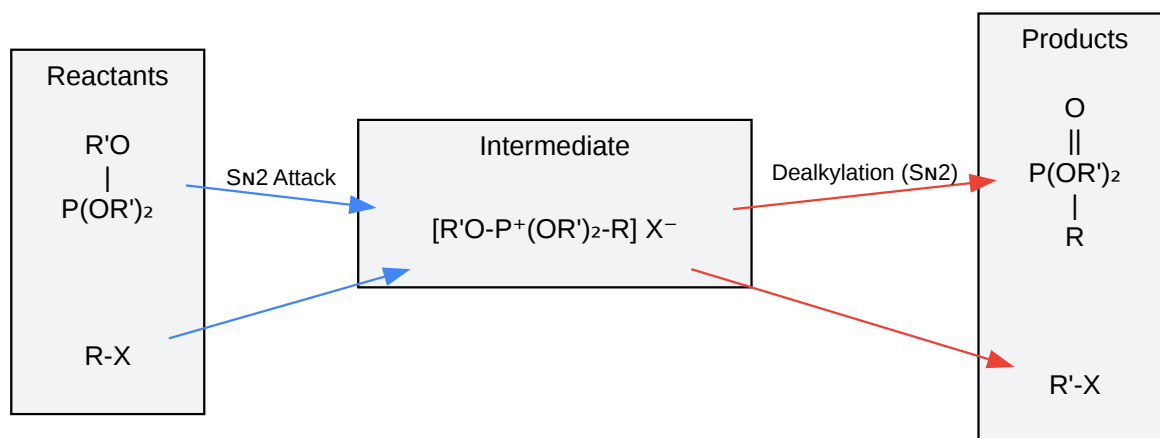 Reactants
R'O
|
P(OR')₂
R-X
Sɴ2 Attack
Intermediate
[R'O-P⁺(OR')₂-R] X⁻
Dealkylation (Sɴ2)
Products
O
||
P(OR')₂
|
R
R'-X